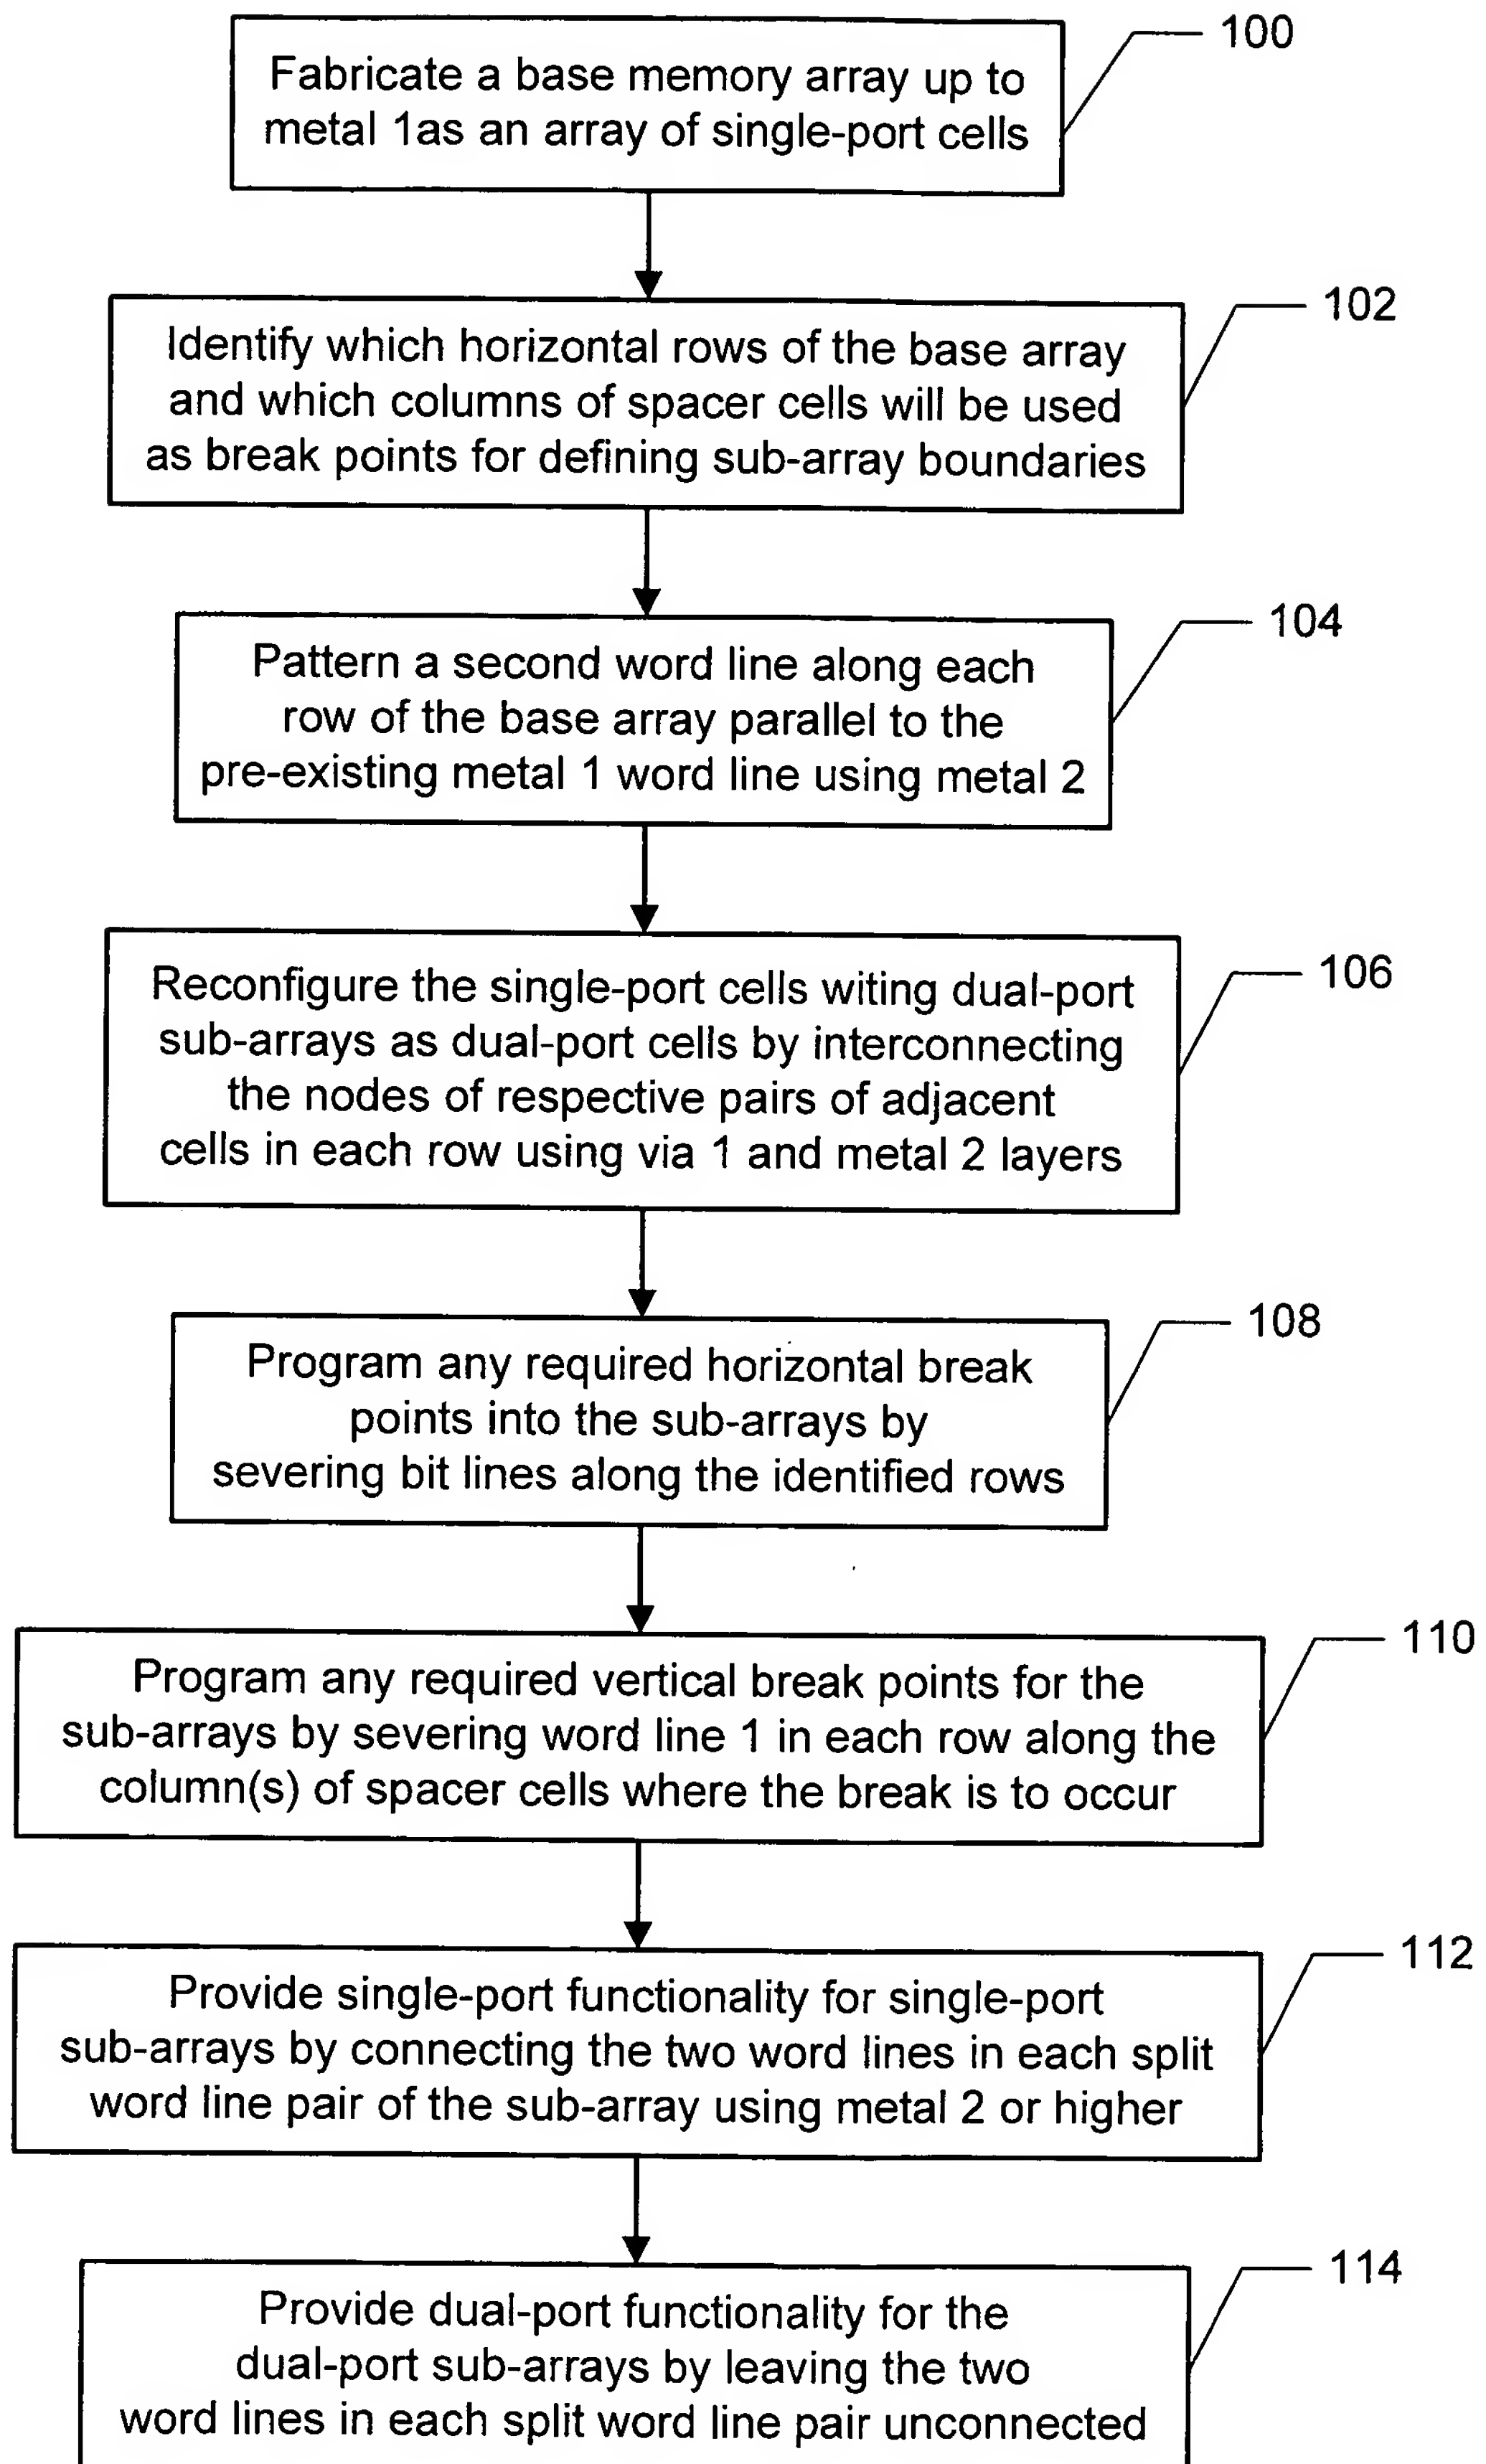 100
Fabricate a base memory array up to
metal 1as an array of single-port cells
102
Identify which horizontal rows of the base array
and which columns of spacer cells will be used
as break points for defining sub-array boundaries
104
Pattern a second word line along each
row of the base array parallel to the
pre-existing metal 1 word line using metal 2
106
Reconfigure the single-port cells witing dual-port
sub-arrays as dual-port cells by interconnecting
the nodes of respective pairs of adjacent
cells in each row using via 1 and metal 2 layers
108
Program any required horizontal break
points into the sub-arrays by
severing bit lines along the identified rows
110
Program any required vertical break points for the
sub-arrays by severing word line 1 in each row along the
column(s) of spacer cells where the break is to occur
112
Provide single-port functionality for single-port
sub-arrays by connecting the two word lines in each split
word line pair of the sub-array using metal 2 or higher
114
Provide dual-port functionality for the
dual-port sub-arrays by leaving the two
word lines in each split word line pair unconnected